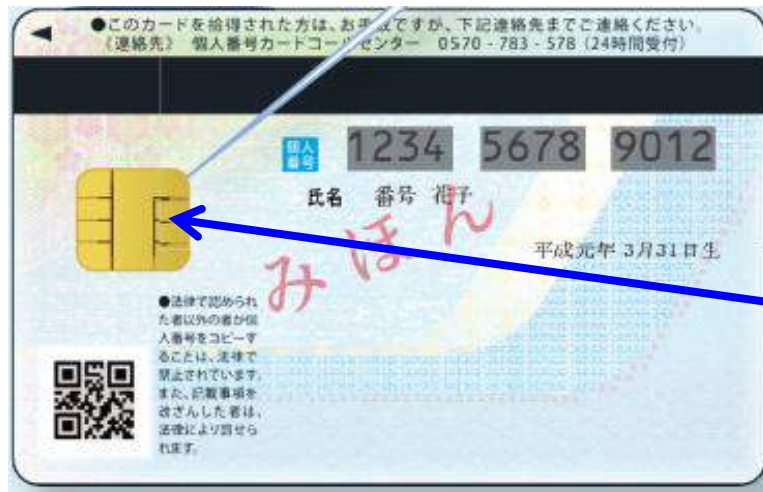 ●このカードを拾得された方は、お手数ですが、下記連絡先までご連絡ください。
《連絡先》 個人番号カードコールセンター 0570-783-578(24時間受付)
個人番号 1234 5678 9012
氏名 番号 花子
平成元年 3月31日生
みほん
●法律で認められ
た者以外の者が個
人番号をコピーす
ることは、法律で
禁止されています。
また、記載事項を
改ざんした者は、
法律により罰せら
れます。